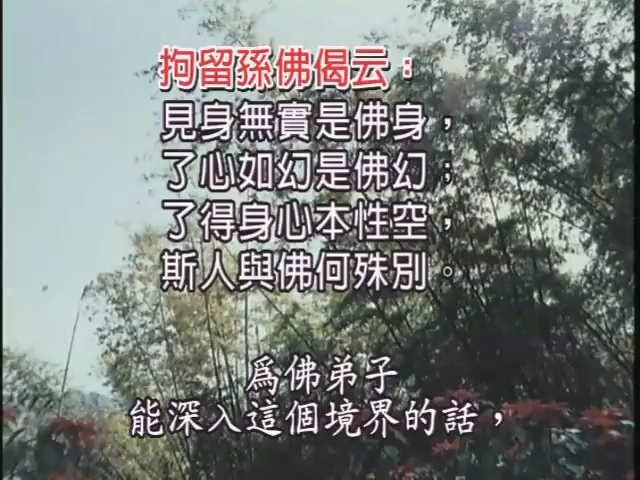 拘留孫佛偈云：
見身無實是佛身，
了心如幻是佛幻；
了得身心本性空，
斯人與佛何殊別。
為佛弟子
能深入這個境界的話，